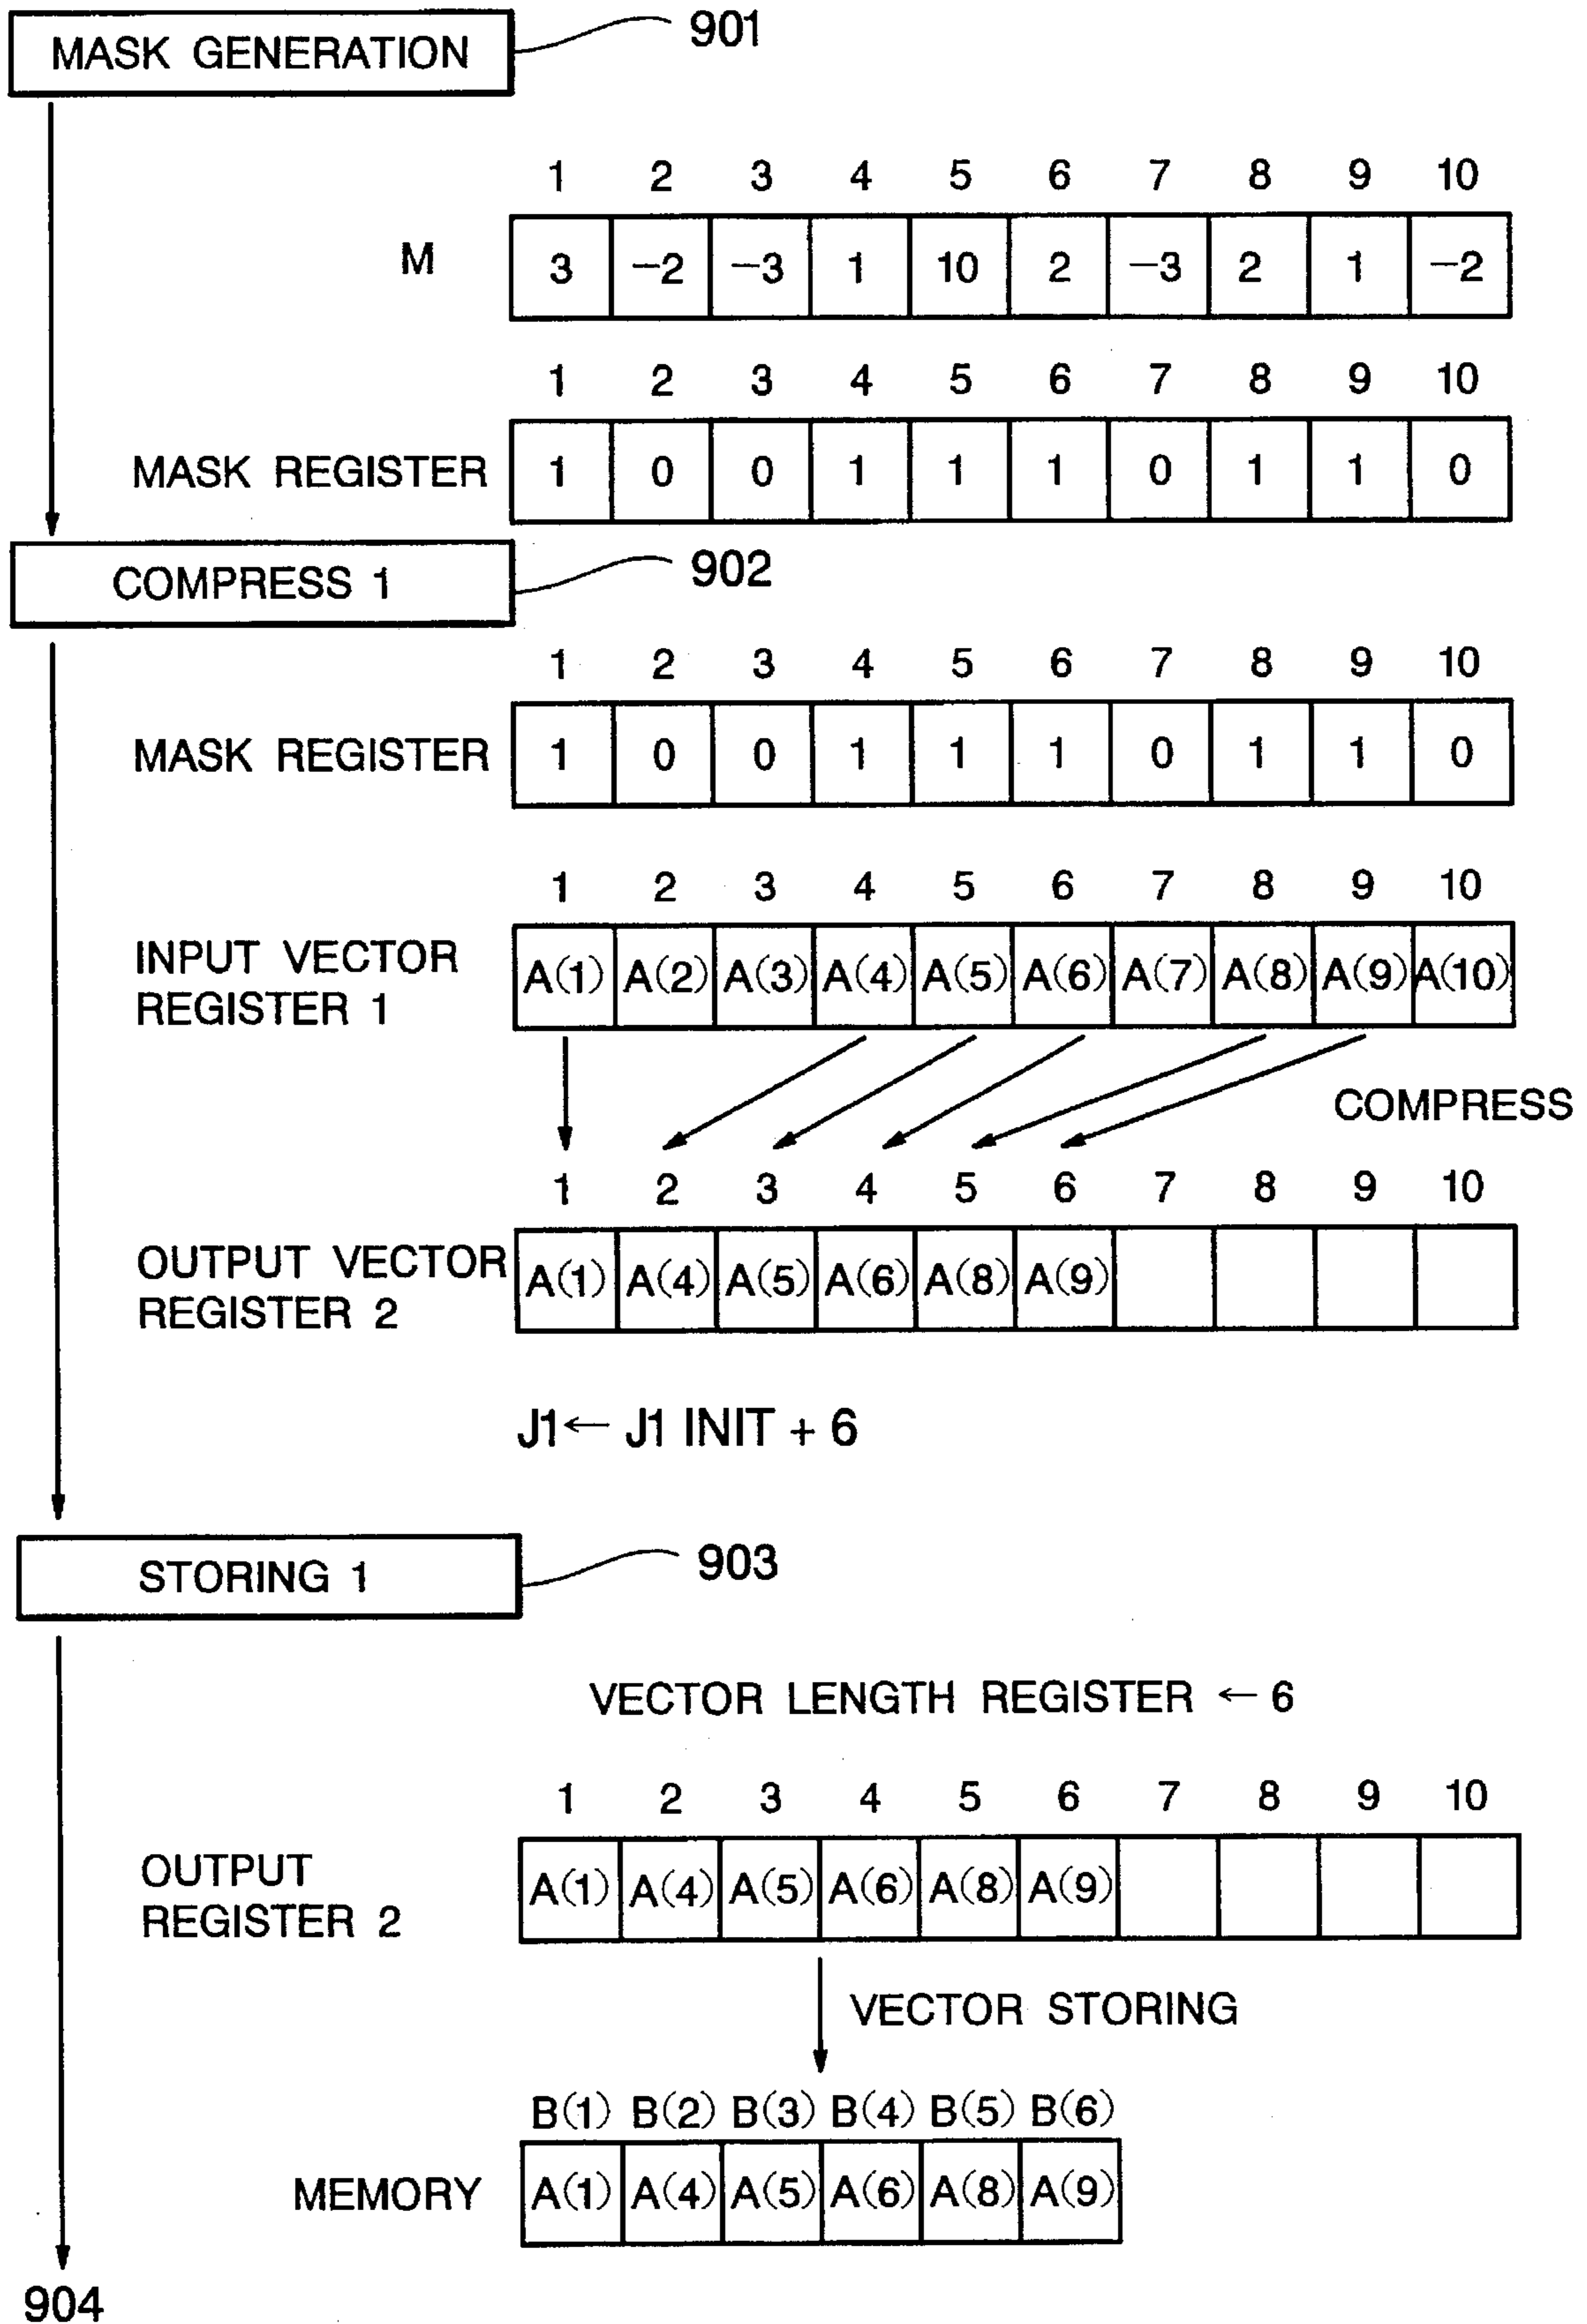 MASK GENERATION 901
1 2 3 4 5 6 7 8 9 10
M 3 −2 −3 1 10 2 −3 2 1 −2
1 2 3 4 5 6 7 8 9 10
MASK REGISTER 1 0 0 1 1 1 0 1 1 0
COMPRESS 1 902
1 2 3 4 5 6 7 8 9 10
MASK REGISTER 1 0 0 1 1 1 0 1 1 0
1 2 3 4 5 6 7 8 9 10
INPUT VECTOR
REGISTER 1
A(1) A(2) A(3) A(4) A(5) A(6) A(7) A(8) A(9) A(10)
COMPRESS
1 2 3 4 5 6 7 8 9 10
OUTPUT VECTOR
REGISTER 2
A(1) A(4) A(5) A(6) A(8) A(9)
J1 ← J1 INIT + 6
STORING 1 903
VECTOR LENGTH REGISTER ← 6
1 2 3 4 5 6 7 8 9 10
OUTPUT
REGISTER 2
A(1) A(4) A(5) A(6) A(8) A(9)
VECTOR STORING
B(1) B(2) B(3) B(4) B(5) B(6)
MEMORY A(1) A(4) A(5) A(6) A(8) A(9)
904